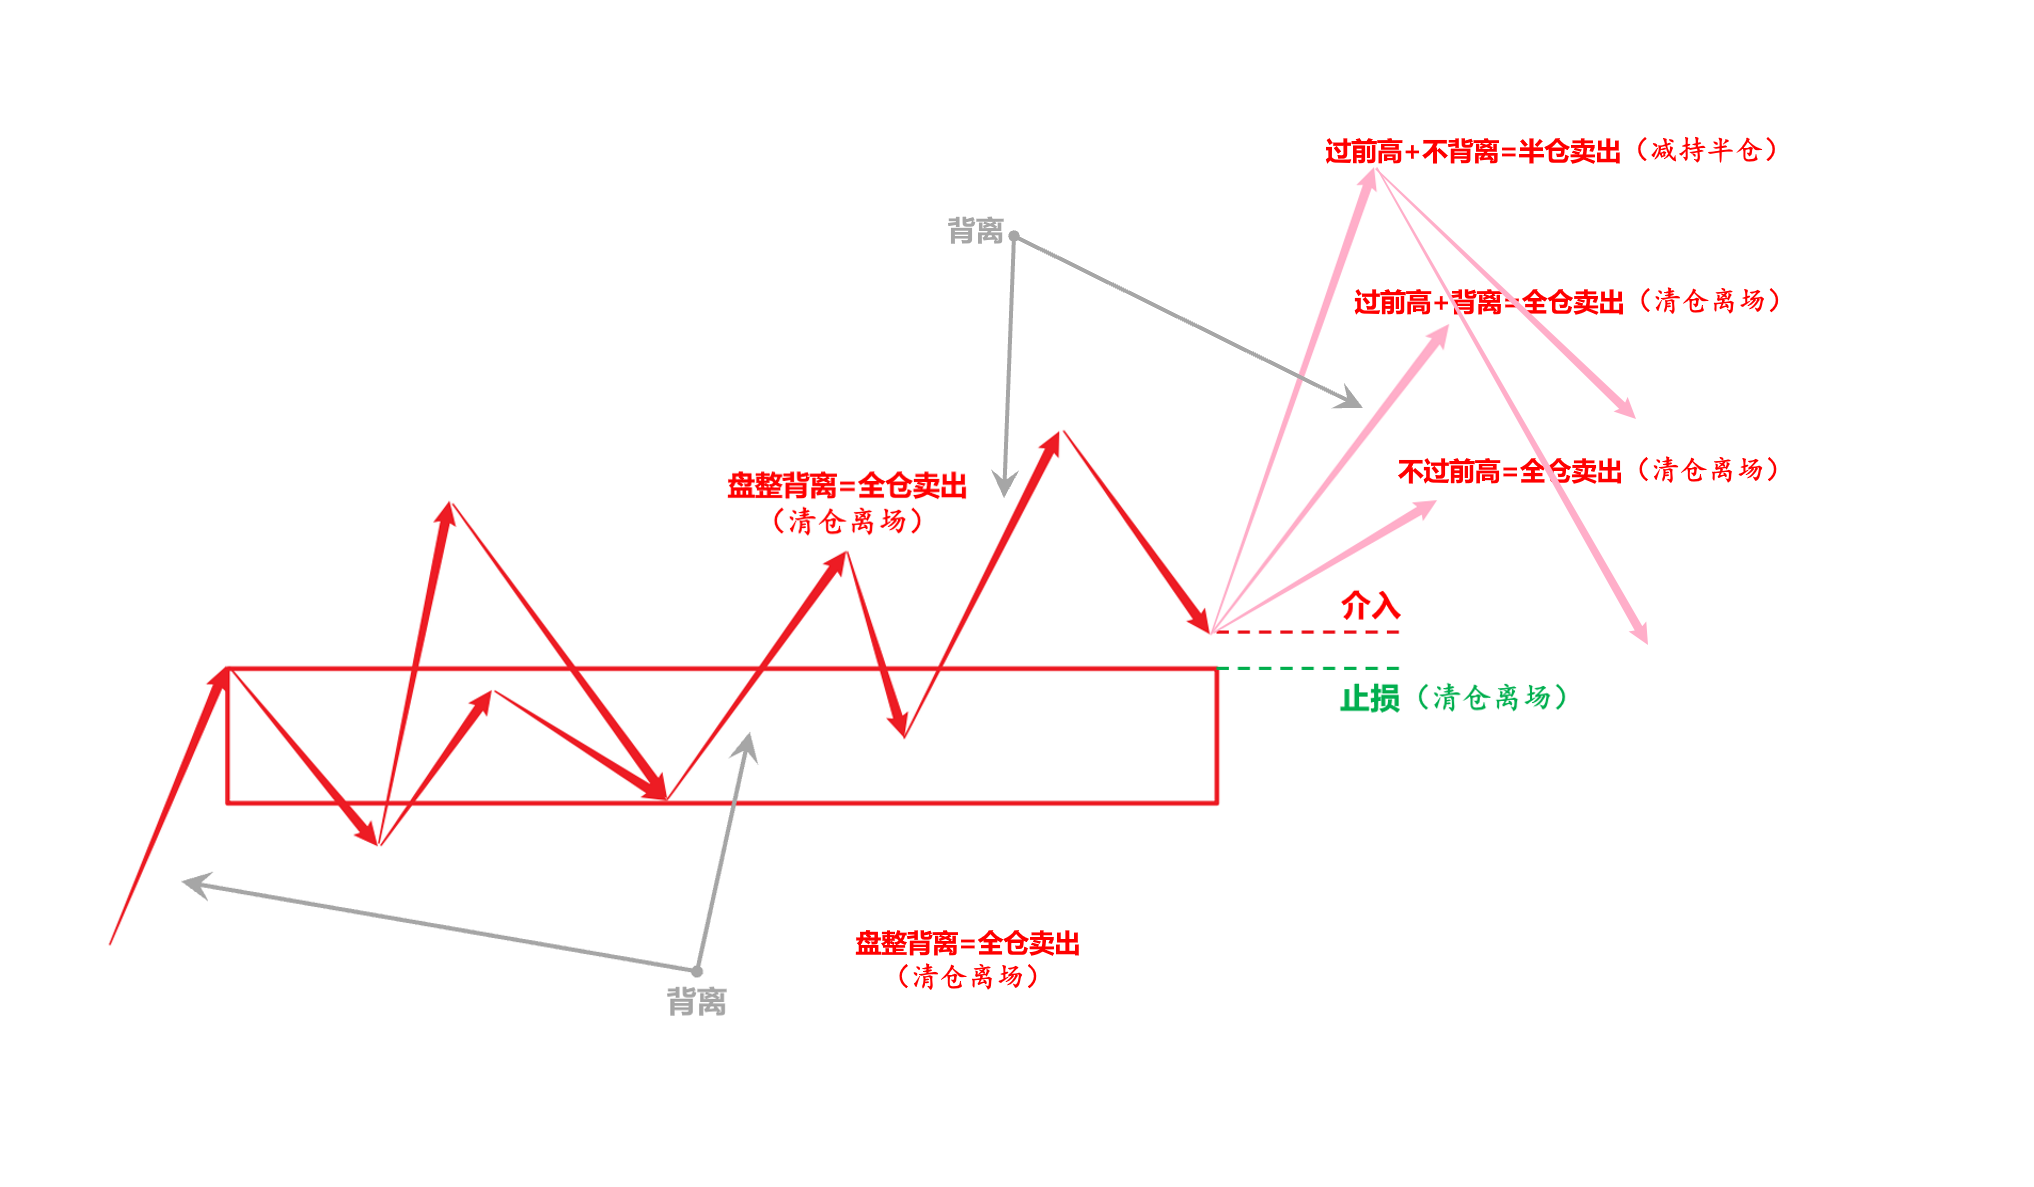 过前高+不背离=半仓卖出（减持半仓）
背离
过前高+背离=全仓卖出（清仓离场）
不过前高=全仓卖出（清仓离场）
盘整背离=全仓卖出
（清仓离场）
介入
止损（清仓离场）
盘整背离=全仓卖出
（清仓离场）
背离